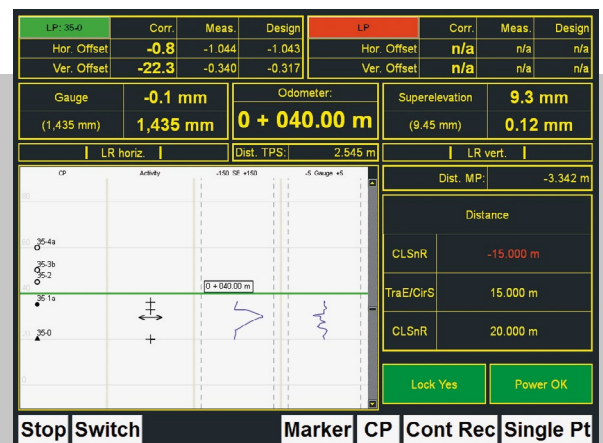 LP: 35-0 Corr. Meas. Design LP Corr. Meas. Design
Hor. Offset -0.8 -1.044 -1.043 Hor. Offset n/a n/a n/a
Ver. Offset -22.3 -0.340 -0.317 Ver. Offset n/a n/a n/a
Gauge -0.1 mm Odometer: Superelevation 9.3 mm
(1,435 mm) 1,435 mm 0 + 040.00 m (9.45 mm) 0.12 mm
LR horiz. Dist. TPS: 2.545 m LR vert.
CP Activity -150 SE +150 -5 Gauge +5 Dist. MP: -3.342 m
80
Distance
60 35-4a
CLSnR -15.000 m
35-3b
35-2
40 0 + 040.00 m
TraE/CirS 15.000 m
35-1a
20 35-0
CLSnR 20.000 m
0
Lock Yes Power OK
Stop Switch Marker CP Cont Rec Single Pt